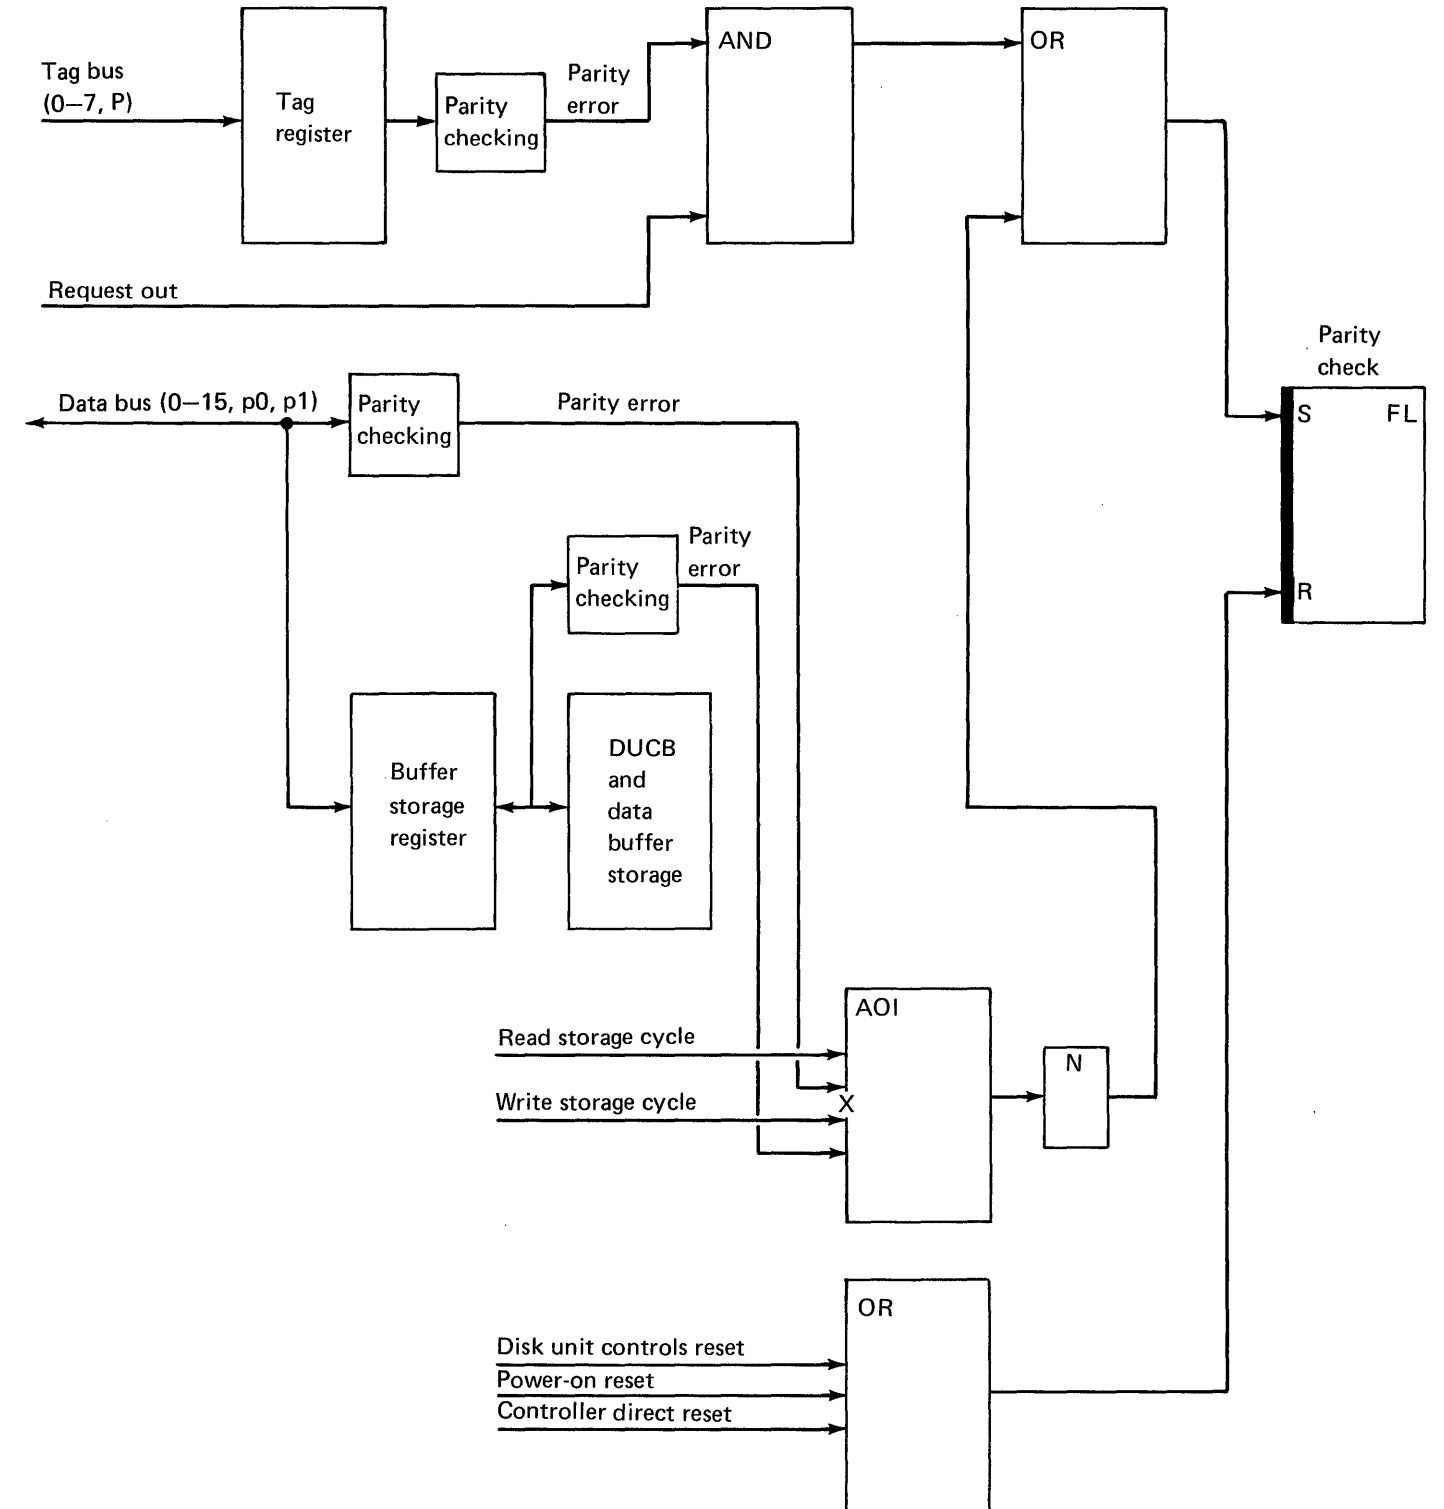 AND
OR
Tag bus
(0–7, P)
Tag
register
Parity
checking
Parity
error
Request out
Parity
check
Data bus (0–15, p0, p1)
Parity
checking
Parity error
S FL
R
Parity
checking
Parity
error
Buffer
storage
register
DUCB
and
data
buffer
storage
AOI
Read storage cycle
N
X
Write storage cycle
OR
Disk unit controls reset
Power-on reset
Controller direct reset